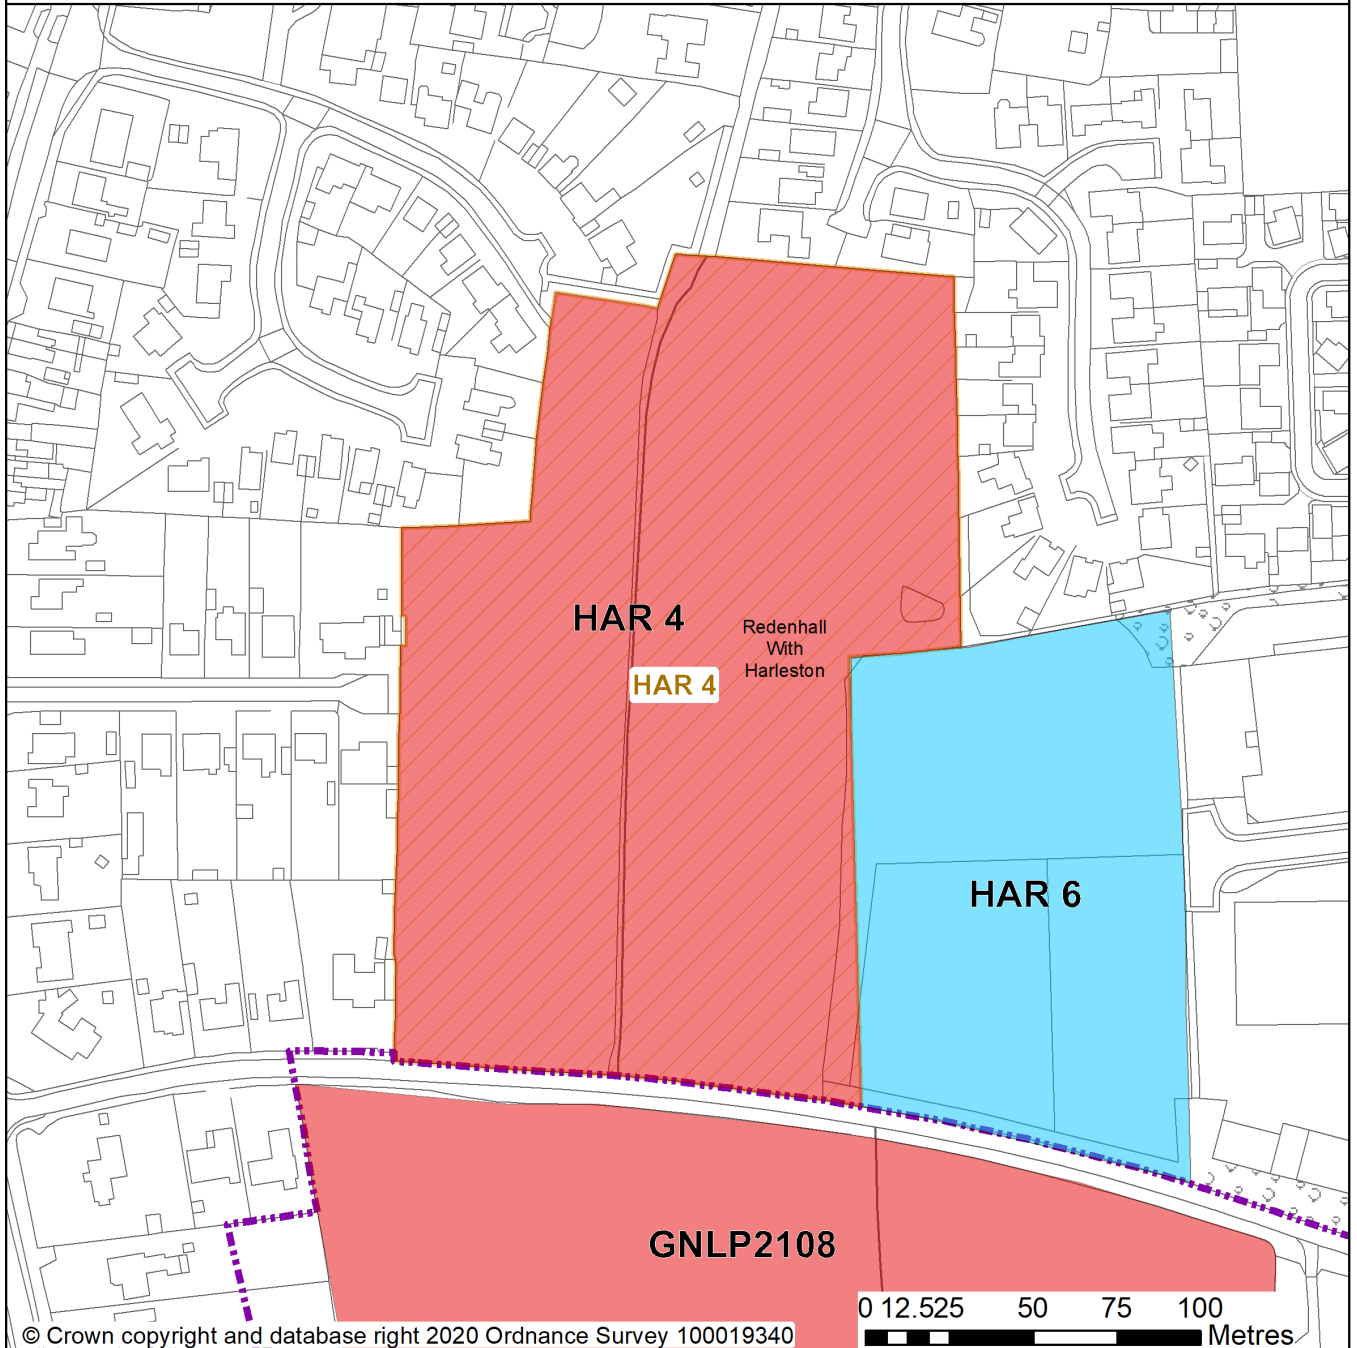 HAR 4
Redenhall
With
Harleston
HAR 4
HAR 6
GNLP2108
0 12.525 50 75 100
Metres
© Crown copyright and database right 2020 Ordnance Survey 100019340